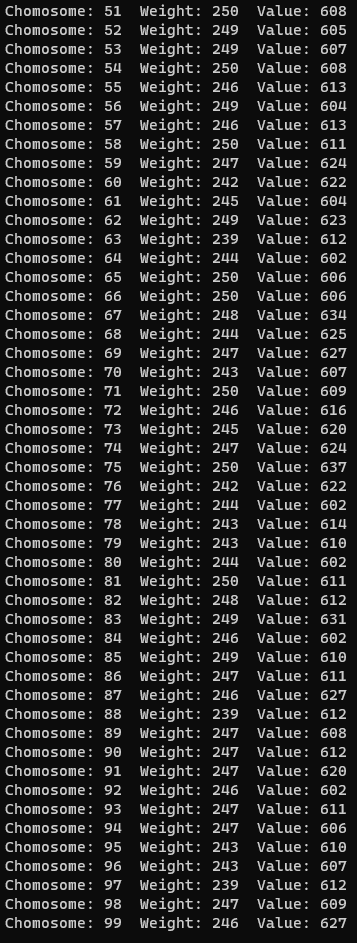 Chomosome: 51  Weight: 250  Value: 608
Chomosome: 52  Weight: 249  Value: 605
Chomosome: 53  Weight: 249  Value: 607
Chomosome: 54  Weight: 250  Value: 608
Chomosome: 55  Weight: 246  Value: 613
Chomosome: 56  Weight: 249  Value: 604
Chomosome: 57  Weight: 246  Value: 613
Chomosome: 58  Weight: 250  Value: 611
Chomosome: 59  Weight: 247  Value: 624
Chomosome: 60  Weight: 242  Value: 622
Chomosome: 61  Weight: 245  Value: 604
Chomosome: 62  Weight: 249  Value: 623
Chomosome: 63  Weight: 239  Value: 612
Chomosome: 64  Weight: 244  Value: 602
Chomosome: 65  Weight: 250  Value: 606
Chomosome: 66  Weight: 250  Value: 606
Chomosome: 67  Weight: 248  Value: 634
Chomosome: 68  Weight: 244  Value: 625
Chomosome: 69  Weight: 247  Value: 627
Chomosome: 70  Weight: 243  Value: 607
Chomosome: 71  Weight: 250  Value: 609
Chomosome: 72  Weight: 246  Value: 616
Chomosome: 73  Weight: 245  Value: 620
Chomosome: 74  Weight: 247  Value: 624
Chomosome: 75  Weight: 250  Value: 637
Chomosome: 76  Weight: 242  Value: 622
Chomosome: 77  Weight: 244  Value: 602
Chomosome: 78  Weight: 243  Value: 614
Chomosome: 79  Weight: 243  Value: 610
Chomosome: 80  Weight: 244  Value: 602
Chomosome: 81  Weight: 250  Value: 611
Chomosome: 82  Weight: 248  Value: 612
Chomosome: 83  Weight: 249  Value: 631
Chomosome: 84  Weight: 246  Value: 602
Chomosome: 85  Weight: 249  Value: 610
Chomosome: 86  Weight: 247  Value: 611
Chomosome: 87  Weight: 246  Value: 627
Chomosome: 88  Weight: 239  Value: 612
Chomosome: 89  Weight: 247  Value: 608
Chomosome: 90  Weight: 247  Value: 612
Chomosome: 91  Weight: 247  Value: 620
Chomosome: 92  Weight: 246  Value: 602
Chomosome: 93  Weight: 247  Value: 611
Chomosome: 94  Weight: 247  Value: 606
Chomosome: 95  Weight: 243  Value: 610
Chomosome: 96  Weight: 243  Value: 607
Chomosome: 97  Weight: 239  Value: 612
Chomosome: 98  Weight: 247  Value: 609
Chomosome: 99  Weight: 246  Value: 627